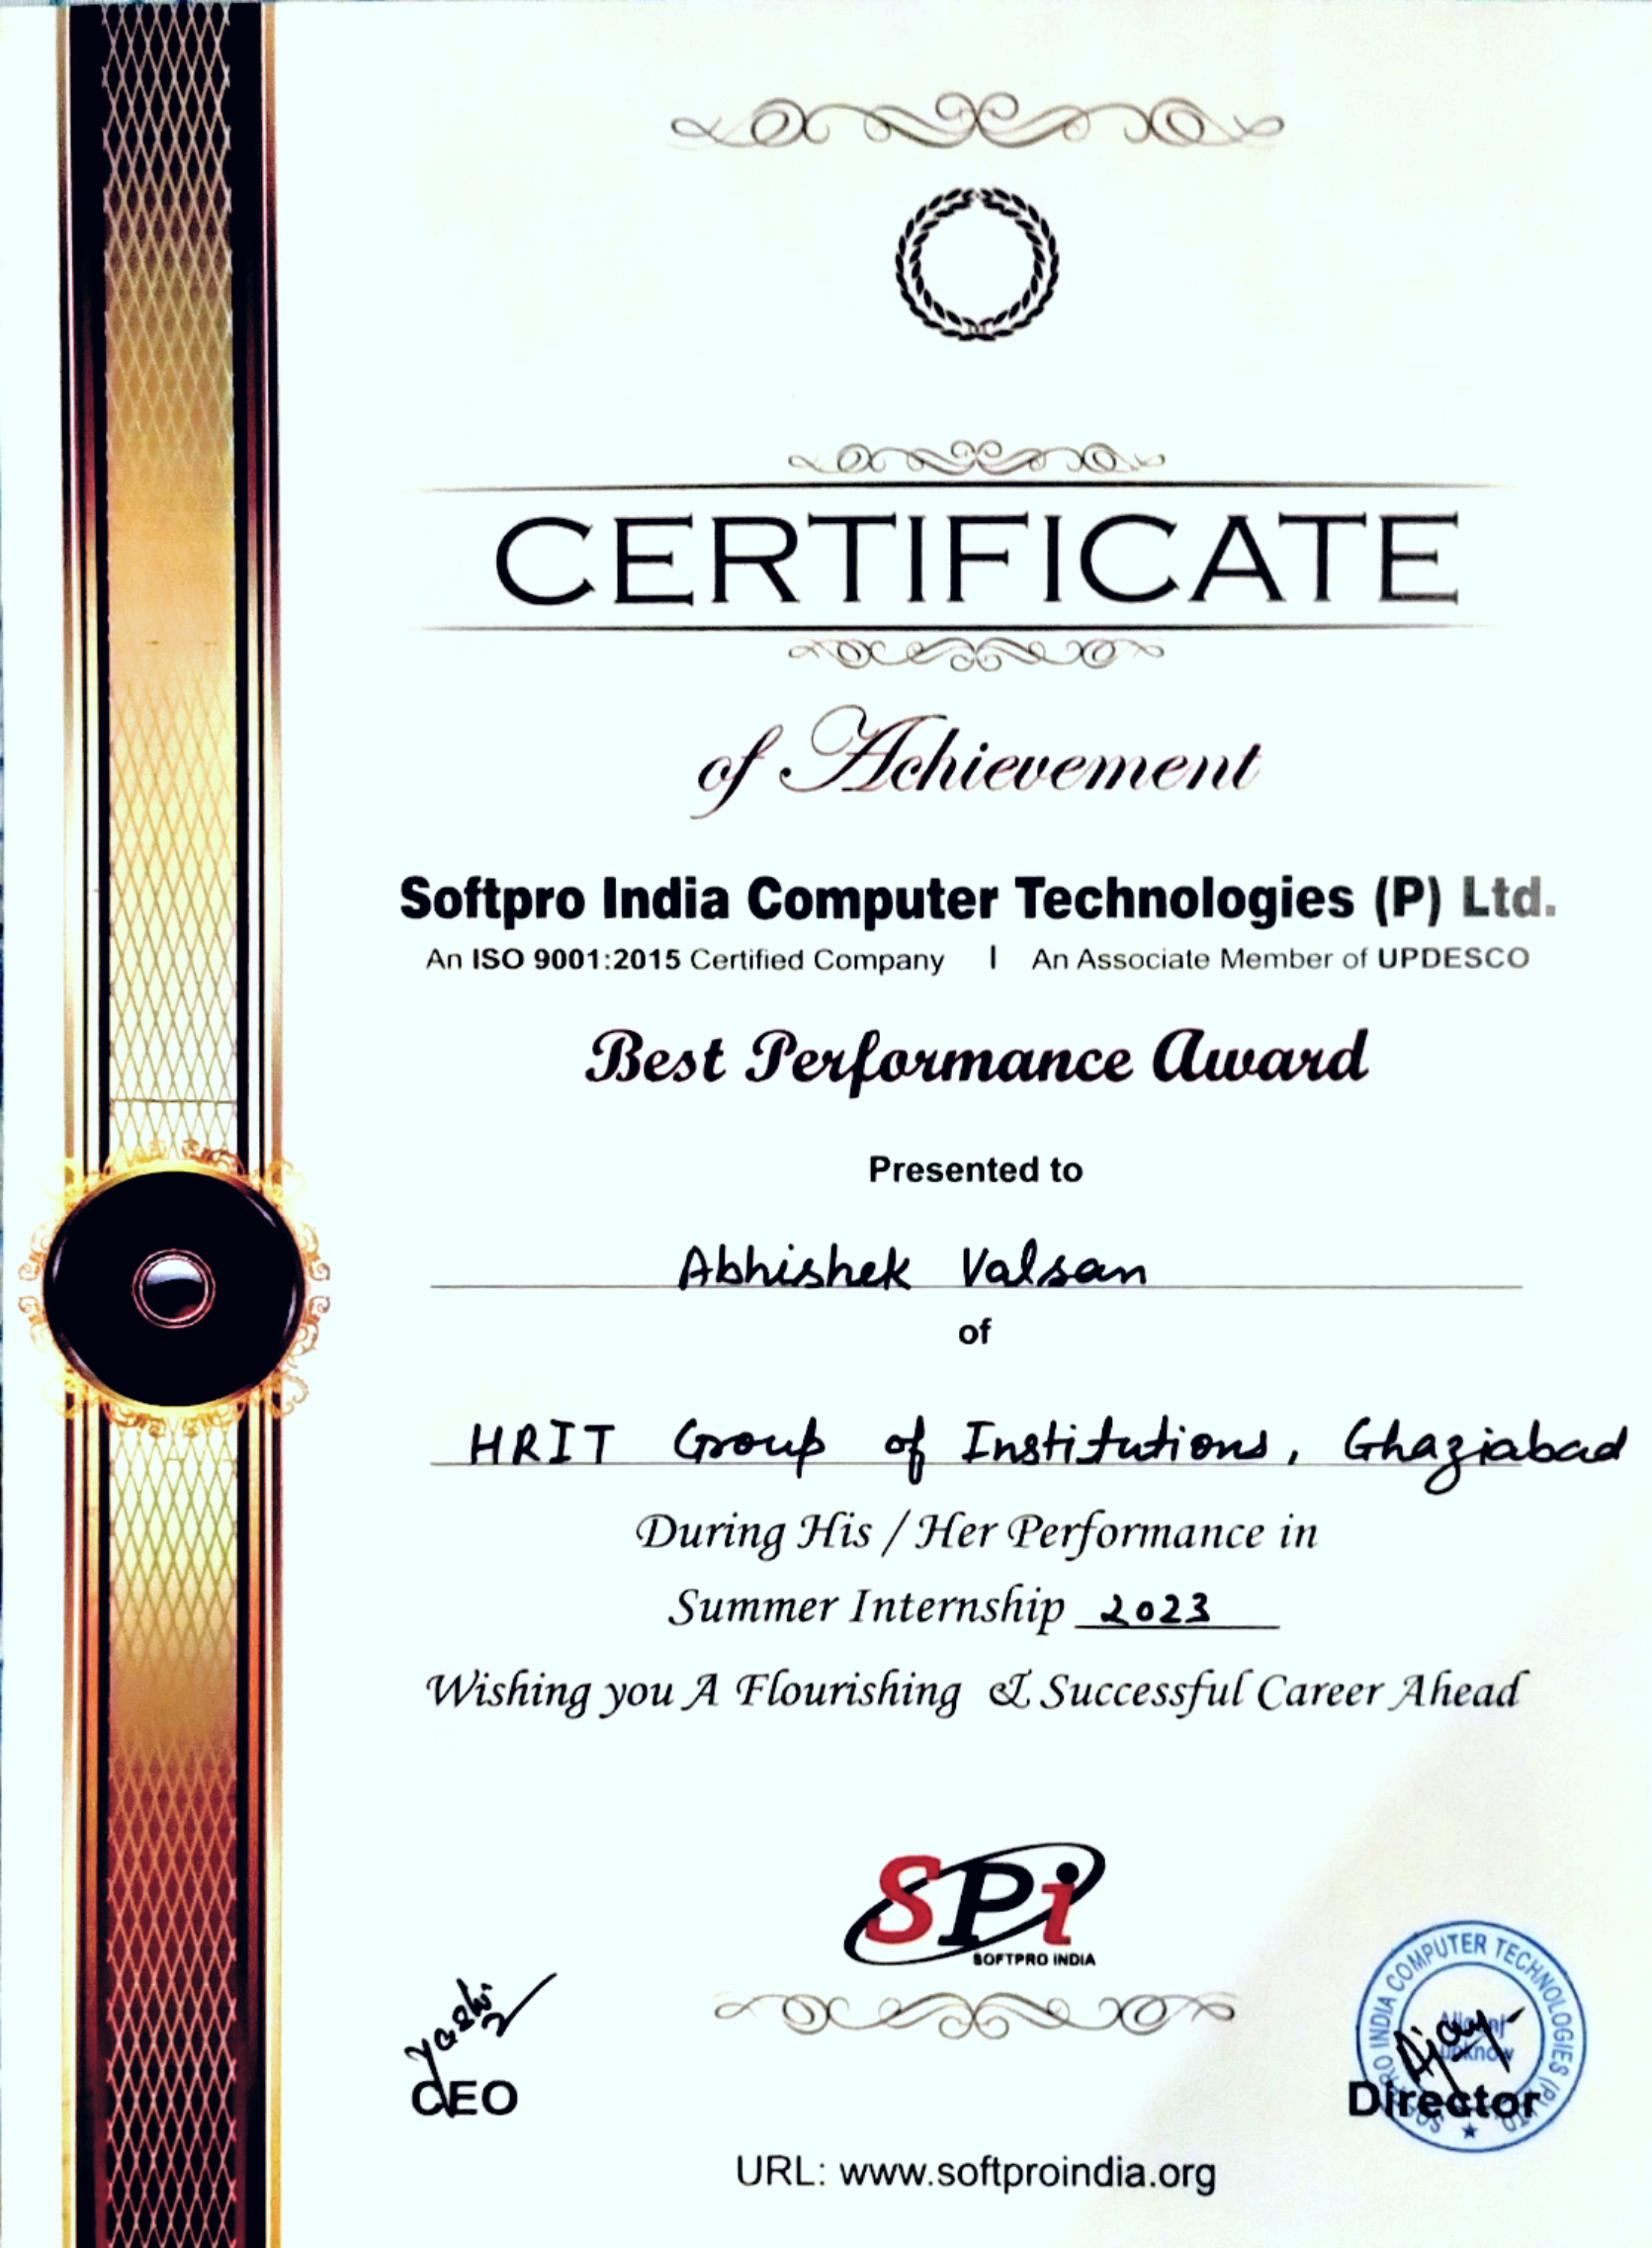 CERTIFICATE
of Achievement
Softpro India Computer Technologies (P) Ltd.
An ISO 9001:2015 Certified Company | An Associate Member of UPDESCO
Best Performance Award
Presented to
Abhishek Valsan
of
HRIT Group of Institutions, Ghaziabad
During His / Her Performance in
Summer Internship 2023
Wishing you A Flourishing & Successful Career Ahead
SPi
SOFTPRO INDIA
Yashi
CEO
INDIA COMPUTER TECHNOLOGIES (P) LTD
Ajay
Director
URL: www.softproindia.org